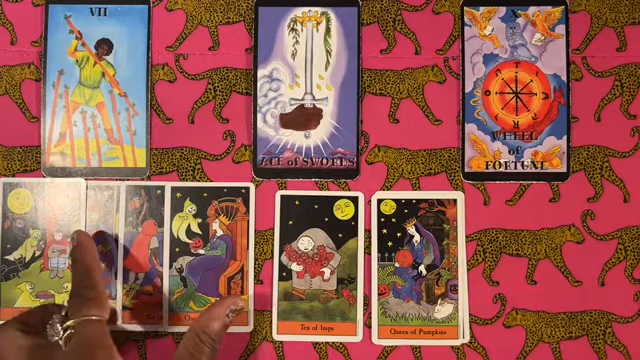 VII
ACE of SWORDS
X
WHEEL
of
FORTUNE
Ten of Imps
Queen of Pumpkins